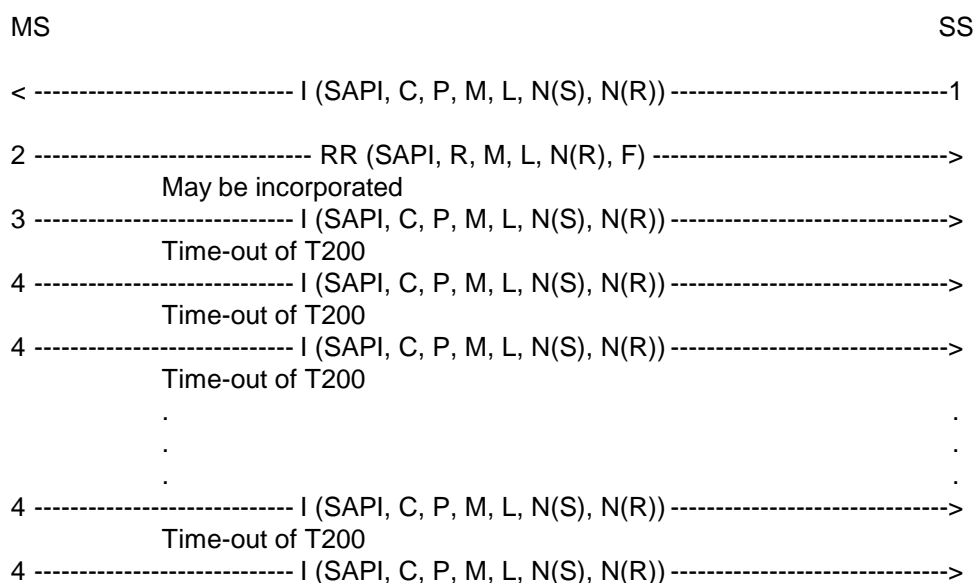 MS SS
< ----------------------------- I (SAPI, C, P, M, L, N(S), N(R)) -------------------------------1
2 ------------------------------- RR (SAPI, R, M, L, N(R), F) --------------------------------->
May be incorporated
3 ----------------------------- I (SAPI, C, P, M, L, N(S), N(R)) ------------------------------->
Time-out of T200
4 ----------------------------- I (SAPI, C, P, M, L, N(S), N(R)) ------------------------------->
Time-out of T200
4 ----------------------------- I (SAPI, C, P, M, L, N(S), N(R)) ------------------------------->
Time-out of T200
. .
. .
. .
4 ----------------------------- I (SAPI, C, P, M, L, N(S), N(R)) ------------------------------->
Time-out of T200
4 ----------------------------- I (SAPI, C, P, M, L, N(S), N(R)) ------------------------------->